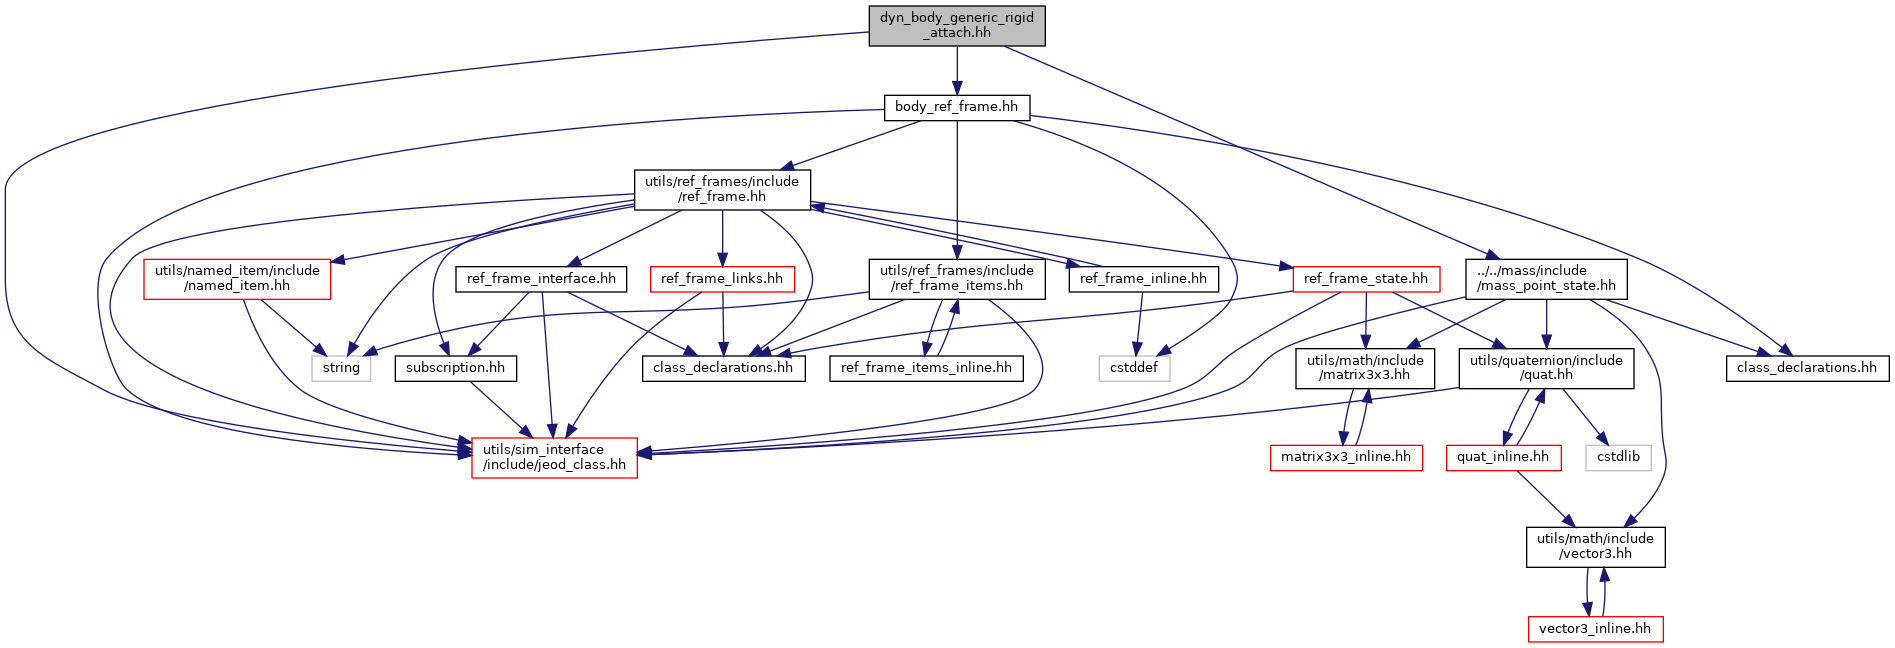 dyn_body_generic_rigid
_attach.hh
body_ref_frame.hh
utils/ref_frames/include
/ref_frame.hh
utils/named_item/include
/named_item.hh
ref_frame_interface.hh
ref_frame_links.hh
utils/ref_frames/include
/ref_frame_items.hh
ref_frame_inline.hh
ref_frame_state.hh
../../mass/include
/mass_point_state.hh
string
subscription.hh
class_declarations.hh
ref_frame_items_inline.hh
cstddef
utils/math/include
/matrix3x3.hh
utils/quaternion/include
/quat.hh
class_declarations.hh
utils/sim_interface
/include/jeod_class.hh
matrix3x3_inline.hh
quat_inline.hh
cstdlib
utils/math/include
/vector3.hh
vector3_inline.hh